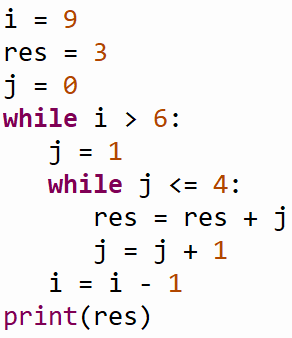 i = 9
res = 3
j = 0
while i > 6:
   j = 1
   while j <= 4:
      res = res + j
      j = j + 1
   i = i - 1
print(res)